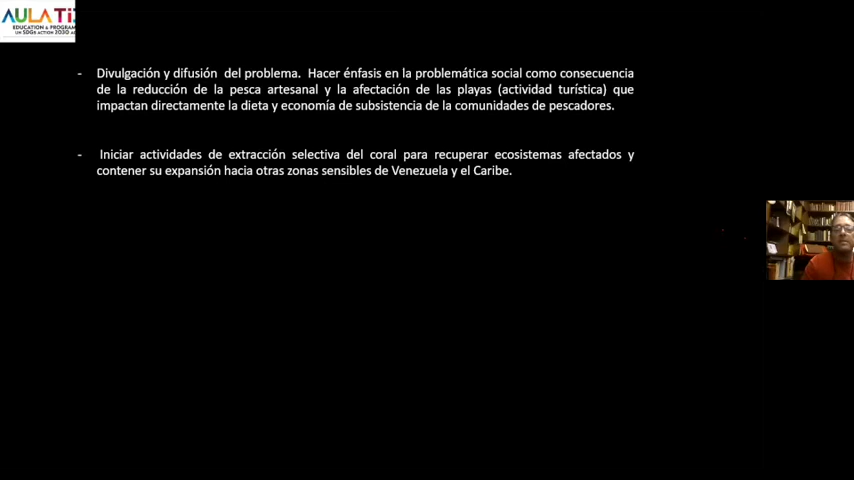 AULA Ti
EDUCATION & PROGRAM
UN SDGs ACTION 2030 AG
- Divulgación y difusión del problema. Hacer énfasis en la problemática social como consecuencia
de la reducción de la pesca artesanal y la afectación de las playas (actividad turística) que
impactan directamente la dieta y economía de subsistencia de la comunidades de pescadores.
- Iniciar actividades de extracción selectiva del coral para recuperar ecosistemas afectados y
contener su expansión hacia otras zonas sensibles de Venezuela y el Caribe.